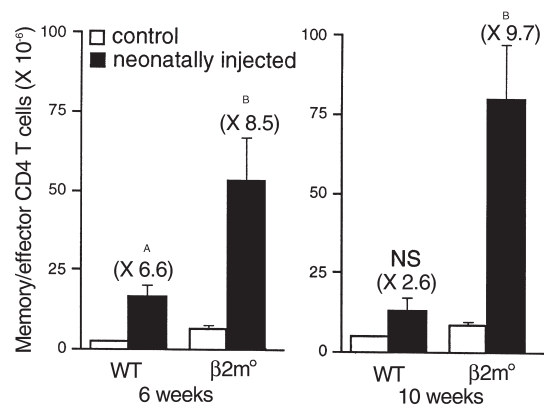 Memory/effector CD4 T cells (X 10⁻⁶)
100
75
50
25
0
control
neonatally injected
A
(X 6.6)
B
(X 8.5)
WT
β2m°
6 weeks
100
75
50
25
0
NS
(X 2.6)
B
(X 9.7)
WT
β2m°
10 weeks